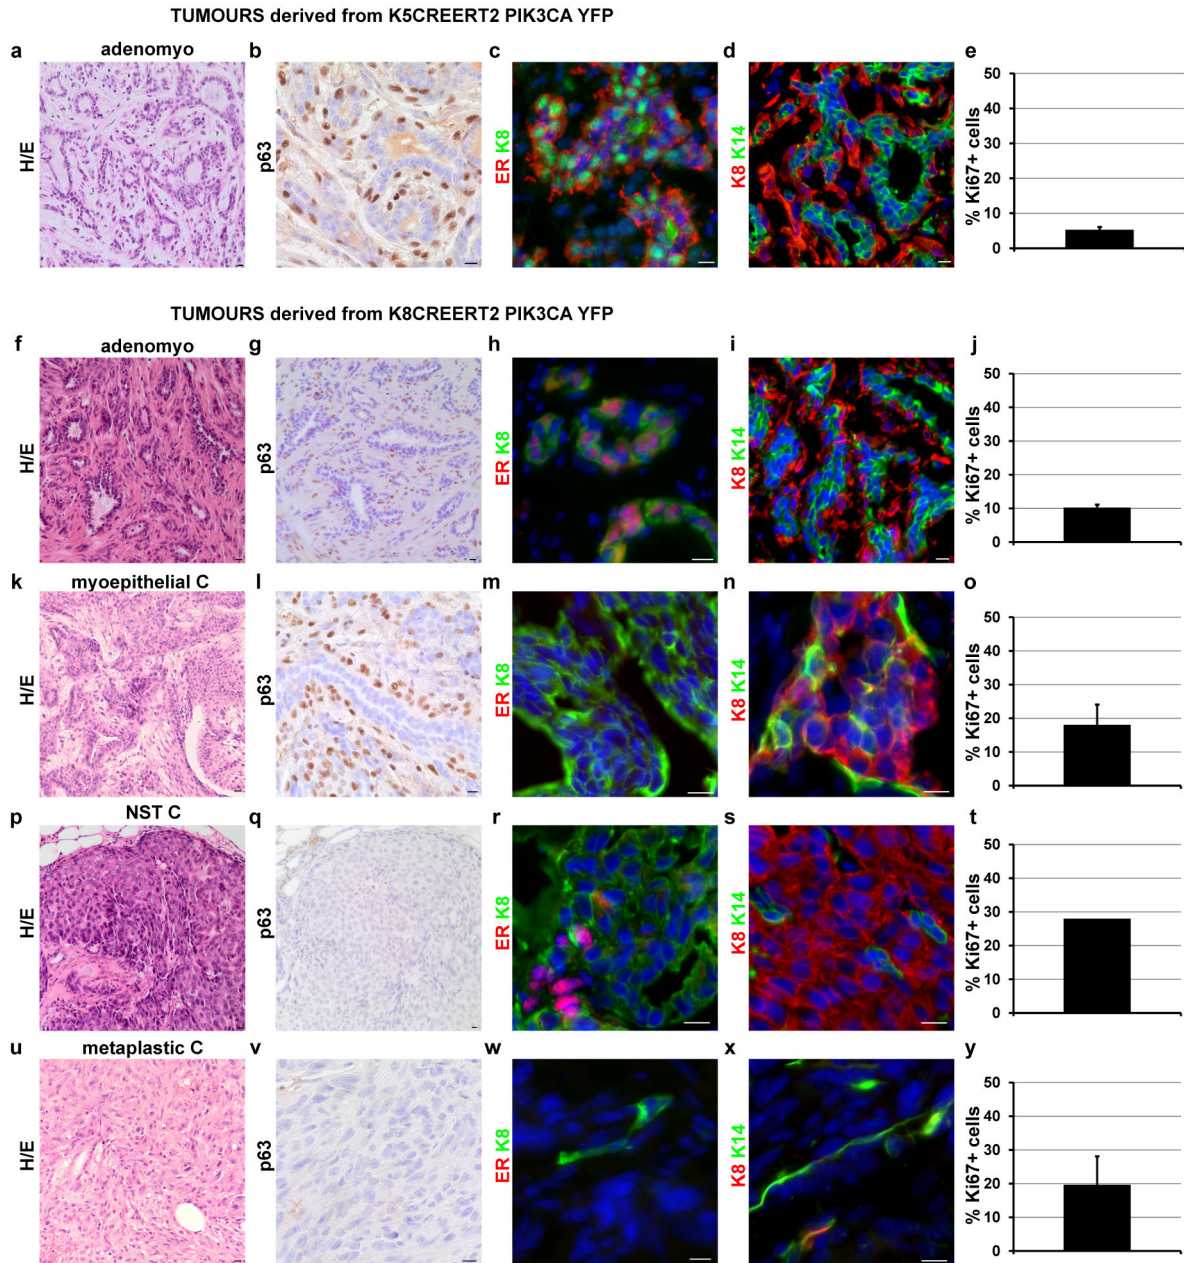 TUMOURS derived from K5CREERT2 PIK3CA YFP
a adenomyo b c d e
H/E
p63
ER K8
K8 K14
% Ki67+ cells
50
40
30
20
10
0
TUMOURS derived from K8CREERT2 PIK3CA YFP
f adenomyo g h i j
H/E
p63
ER K8
K8 K14
% Ki67+ cells
50
40
30
20
10
0
k myoepithelial C l m n o
H/E
p63
ER K8
K8 K14
% Ki67+ cells
50
40
30
20
10
0
p NST C q r s t
H/E
p63
ER K8
K8 K14
% Ki67+ cells
50
40
30
20
10
0
u metaplastic C v w x y
H/E
p63
ER K8
K8 K14
% Ki67+ cells
50
40
30
20
10
0